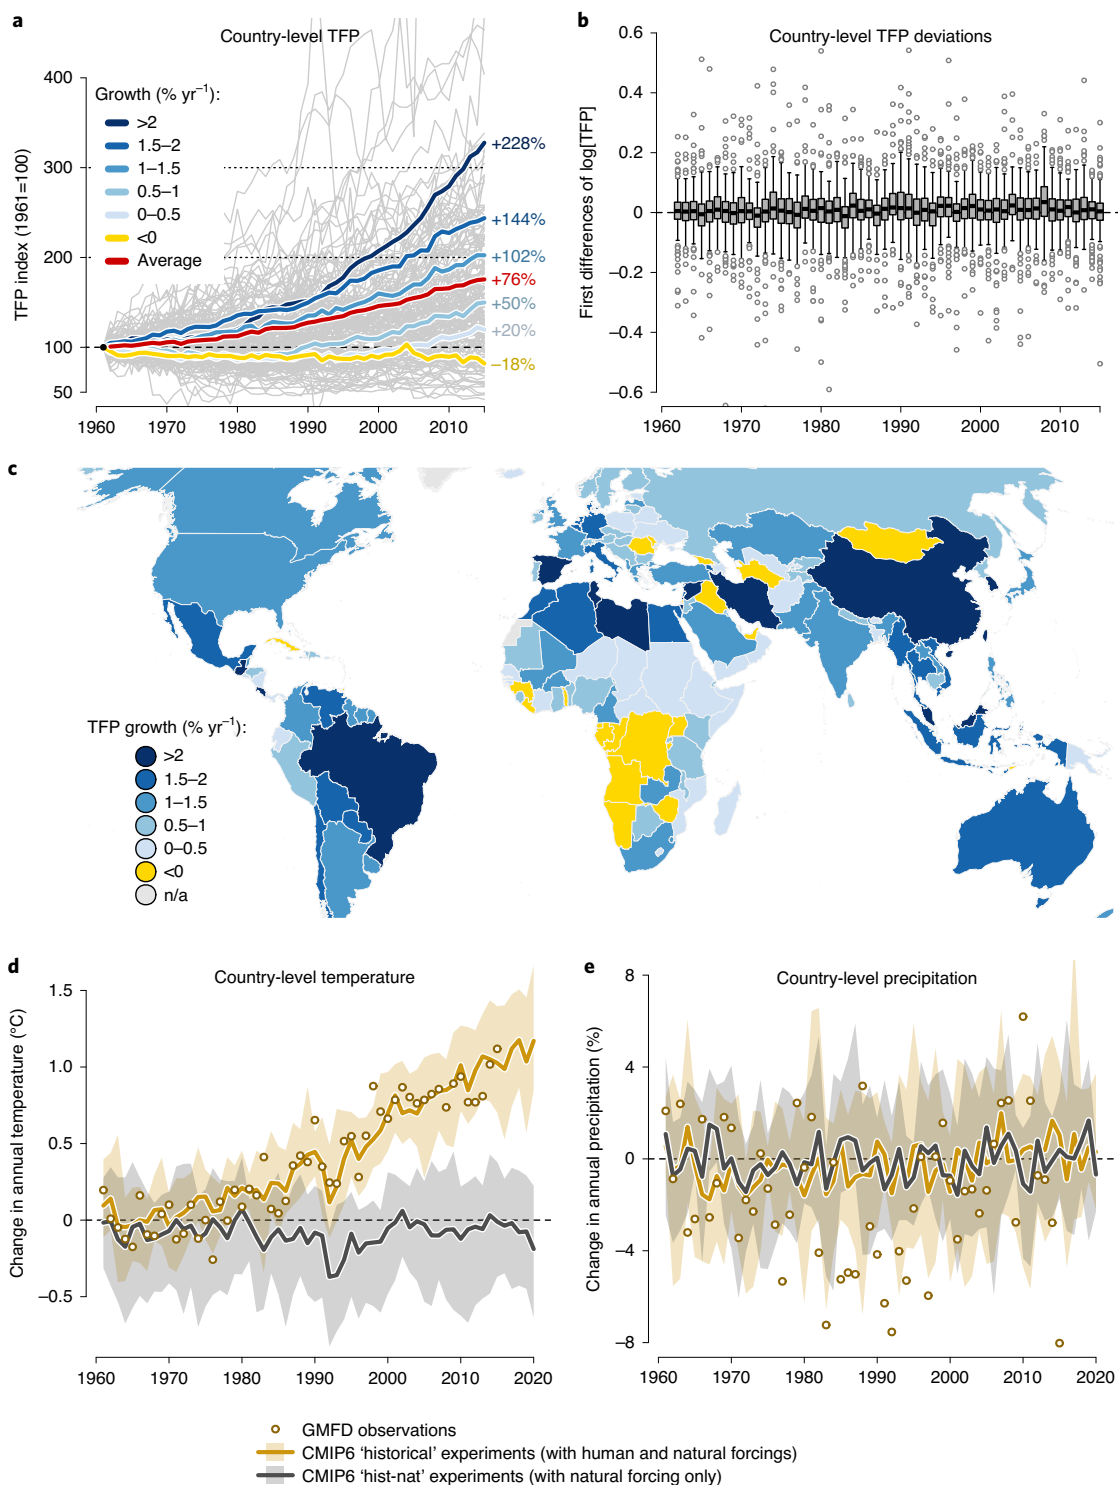 a
Country-level TFP
TFP index (1961=100)
400
300
200
100
50
Growth (% yr⁻¹):
>2
1.5–2
1–1.5
0.5–1
0–0.5
<0
Average
+228%
+144%
+102%
+76%
+50%
+20%
–18%
1960 1970 1980 1990 2000 2010
b
Country-level TFP deviations
First differences of log[TFP]
0.6
0.4
0.2
0
–0.2
–0.4
–0.6
1960 1970 1980 1990 2000 2010
c
TFP growth (% yr⁻¹):
>2
1.5–2
1–1.5
0.5–1
0–0.5
<0
n/a
d
Country-level temperature
Change in annual temperature (°C)
1.5
1.0
0.5
0
–0.5
1960 1970 1980 1990 2000 2010 2020
e
Country-level precipitation
Change in annual precipitation (%)
8
4
0
–4
–8
1960 1970 1980 1990 2000 2010 2020
GMFD observations
CMIP6 ‘historical’ experiments (with human and natural forcings)
CMIP6 ‘hist-nat’ experiments (with natural forcing only)